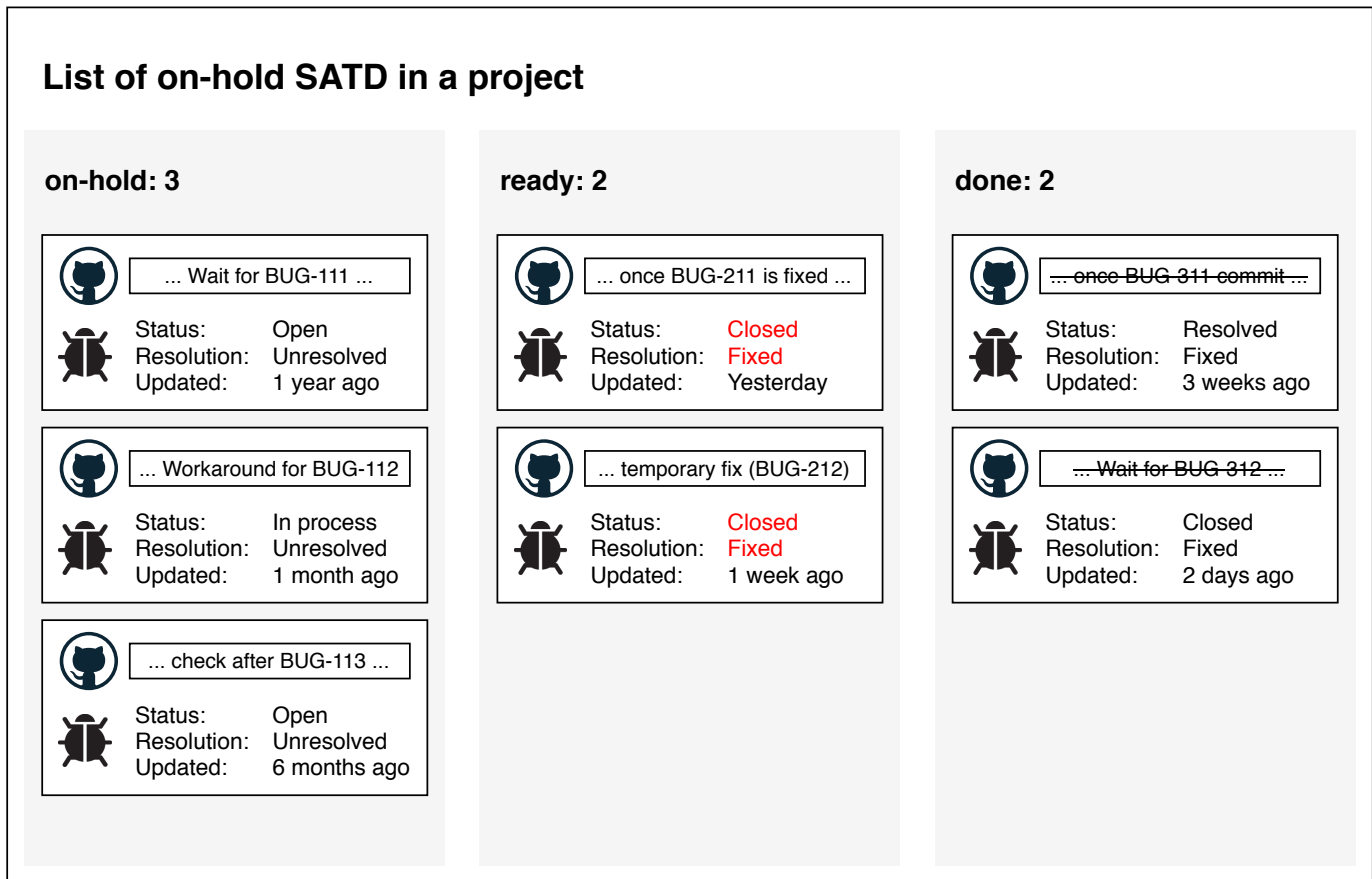 List of on-hold SATD in a project
on-hold: 3
... Wait for BUG-111 ...
Status: Open
Resolution: Unresolved
Updated: 1 year ago
... Workaround for BUG-112
Status: In process
Resolution: Unresolved
Updated: 1 month ago
... check after BUG-113 ...
Status: Open
Resolution: Unresolved
Updated: 6 months ago
ready: 2
... once BUG-211 is fixed ...
Status: Closed
Resolution: Fixed
Updated: Yesterday
... temporary fix (BUG-212)
Status: Closed
Resolution: Fixed
Updated: 1 week ago
done: 2
... once BUG-311 commit ...
Status: Resolved
Resolution: Fixed
Updated: 3 weeks ago
... Wait for BUG-312 ...
Status: Closed
Resolution: Fixed
Updated: 2 days ago